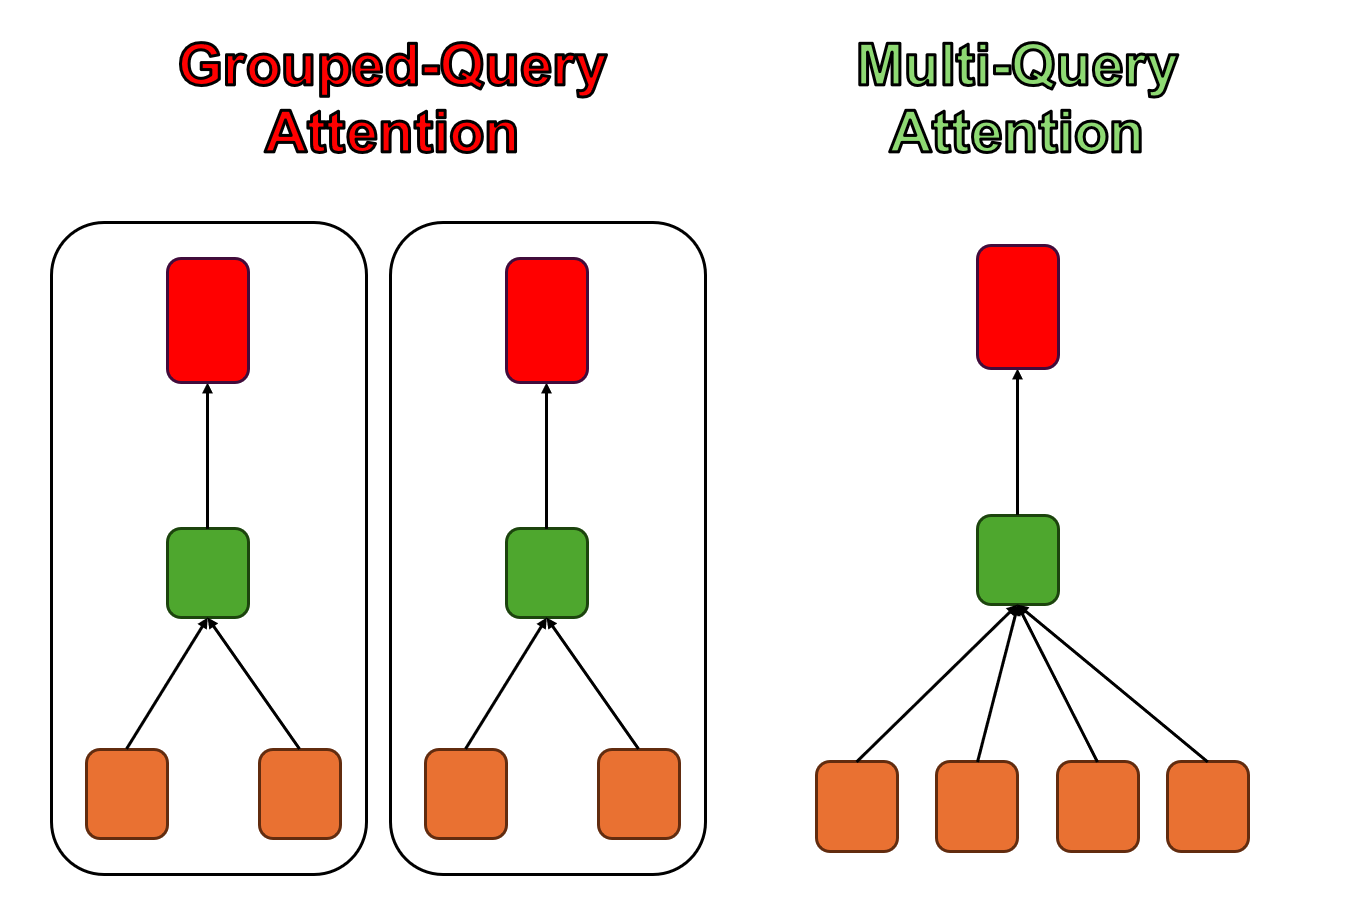 Grouped-Query
Attention
Multi-Query
Attention